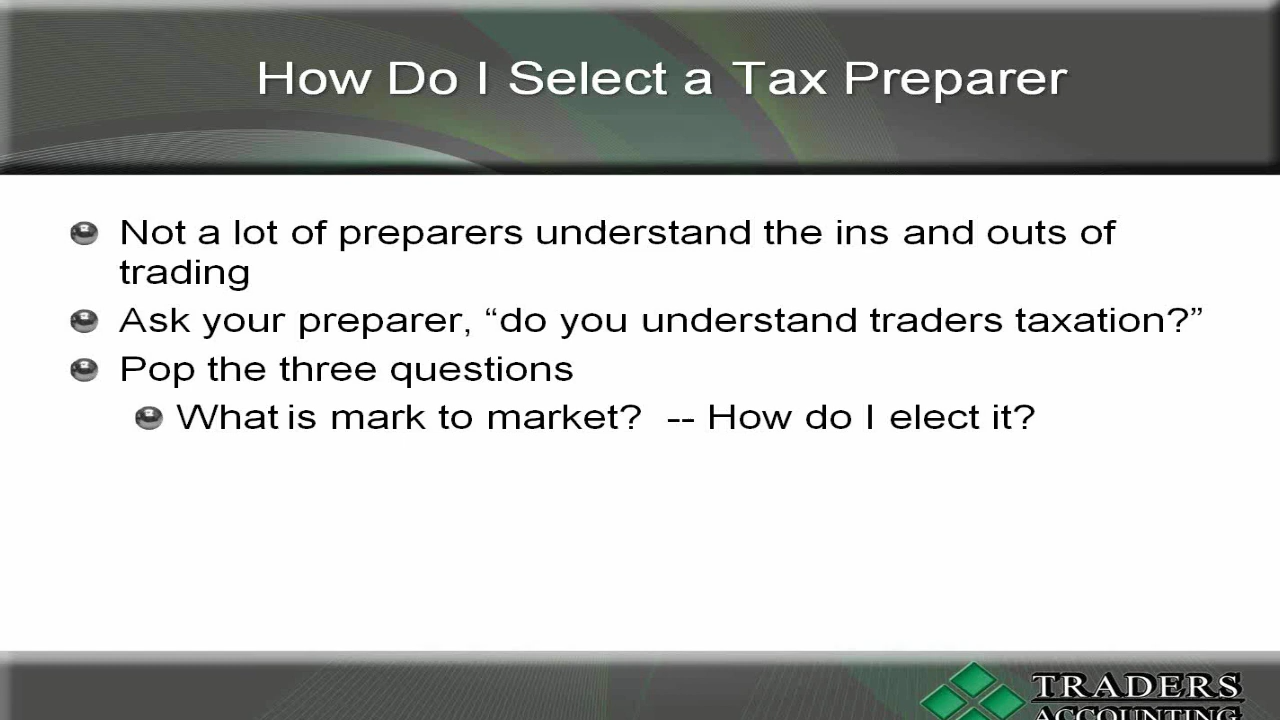 How Do I Select a Tax Preparer
Not a lot of preparers understand the ins and outs of
trading
Ask your preparer, “do you understand traders taxation?”
Pop the three questions
What is mark to market?  -- How do I elect it?
TRADERS
ACCOUNTING